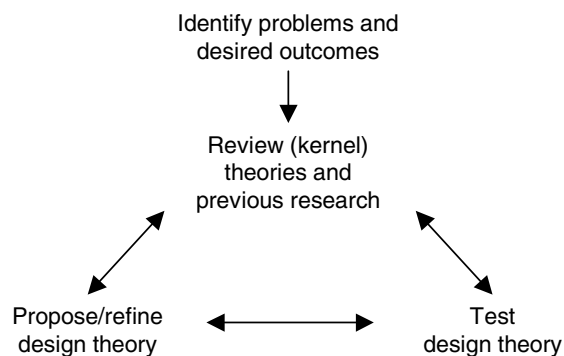 Identify problems and
desired outcomes
Review (kernel)
theories and
previous research
Propose/refine
design theory
Test
design theory